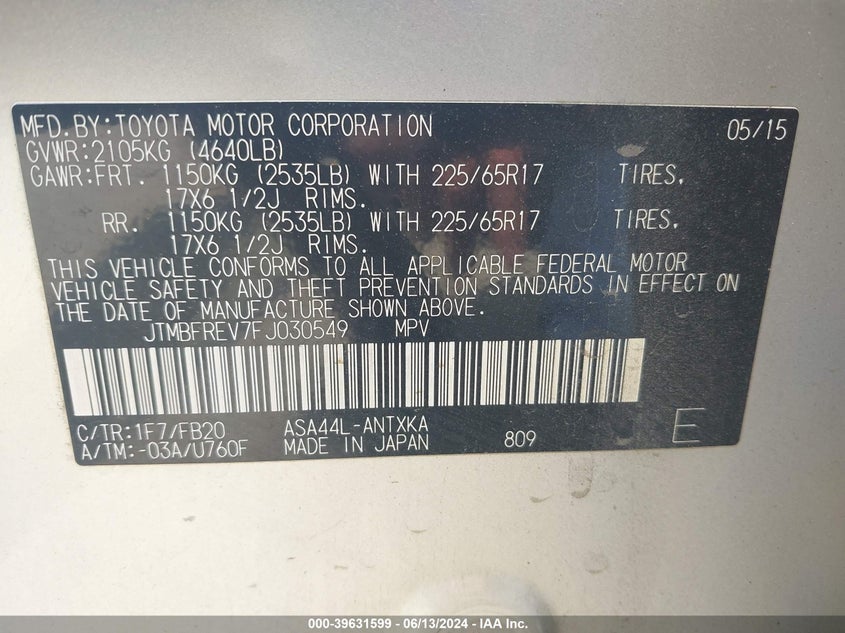 MFD.BY:TOYOTA MOTOR CORPORATION 05/15
GVWR:2105KG (4640LB)
GAWR:FRT. 1150KG (2535LB) WITH 225/65R17 TIRES,
17X6 1/2J RIMS.
RR. 1150KG (2535LB) WITH 225/65R17 TIRES,
17X6 1/2J RIMS.
THIS VEHICLE CONFORMS TO ALL APPLICABLE FEDERAL MOTOR
VEHICLE SAFETY AND THEFT PREVENTION STANDARDS IN EFFECT ON
THE DATE OF MANUFACTURE SHOWN ABOVE.
JTMBFREV7FJ030549 MPV
C/TR:1F7/FB20 ASA44L-ANTXKA
A/TM:-03A/U760F MADE IN JAPAN 809 E
000-39631599 - 06/13/2024 - IAA Inc.